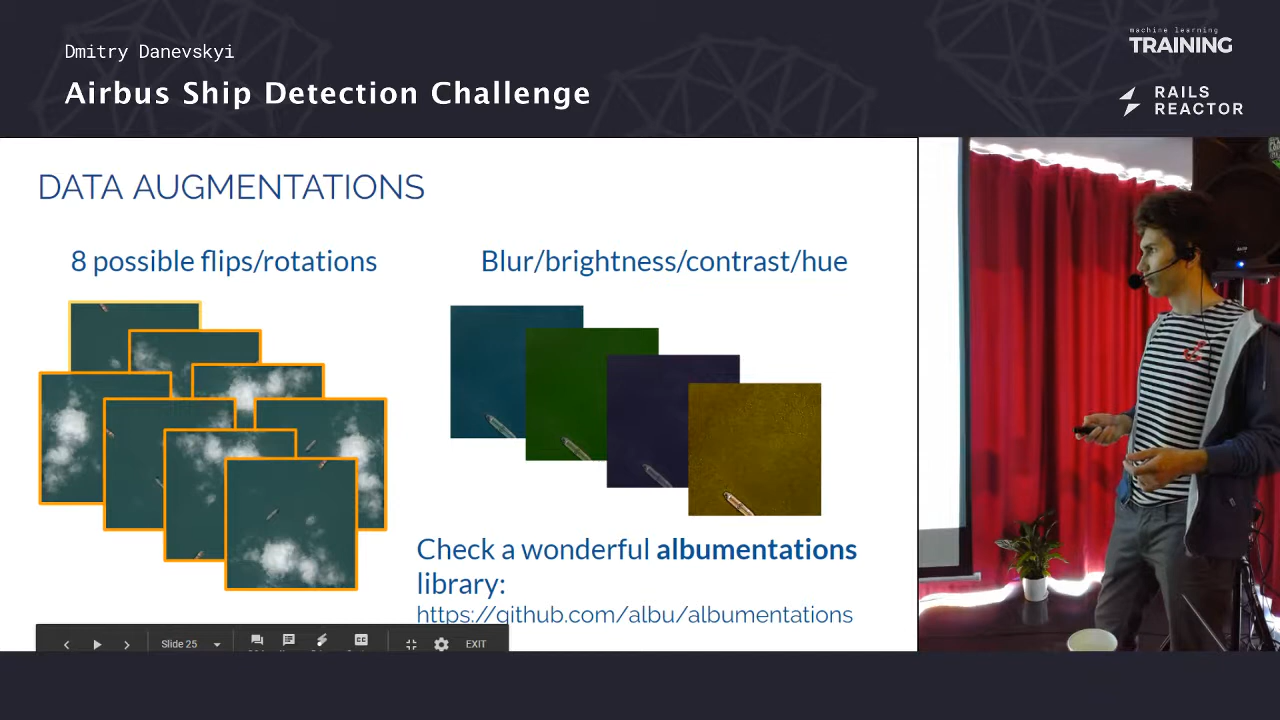 Dmitry Danevskyi
Airbus Ship Detection Challenge
machine learning
TRAINING
RAILS
REACTOR
DATA AUGMENTATIONS
8 possible flips/rotations
Blur/brightness/contrast/hue
Check a wonderful albumentations
library:
https://github.com/albu/albumentations
Slide 25
CC
EXIT